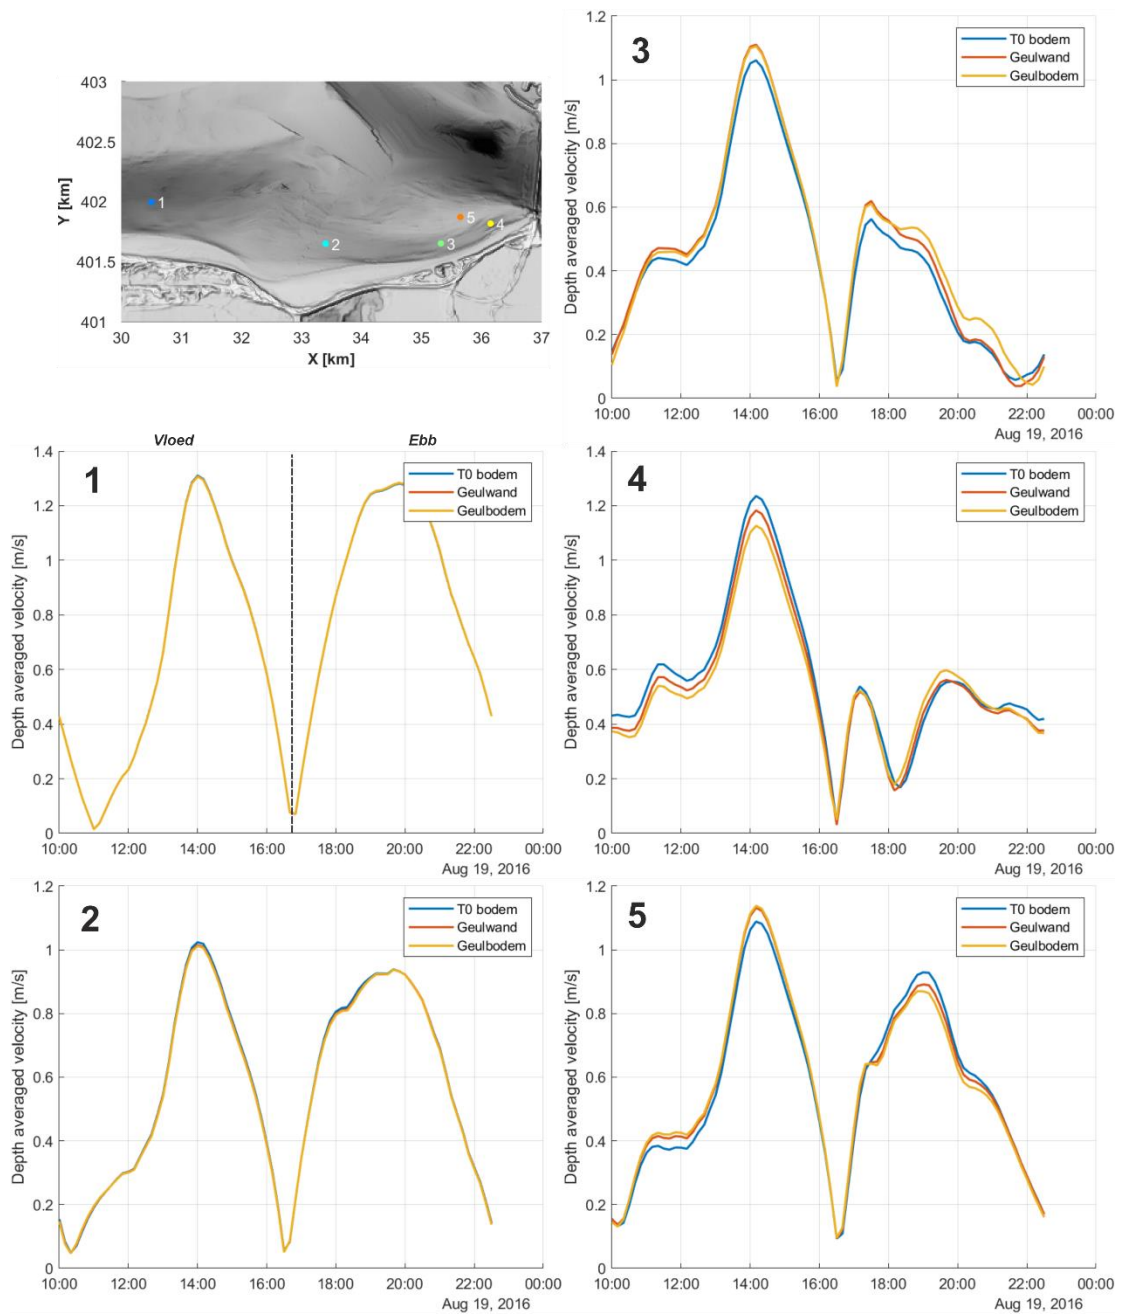 403
402.5
402
401.5
401
Y [km]
30 31 32 33 34 35 36 37
X [km]
1
2
3
4
5
3
T0 bodem
Geulwand
Geulbodem
1.2
1
0.8
0.6
0.4
0.2
0
Depth averaged velocity [m/s]
10:00 12:00 14:00 16:00 18:00 20:00 22:00 00:00
Aug 19, 2016
Vloed Ebb
1
T0 bodem
Geulwand
Geulbodem
1.4
1.2
1
0.8
0.6
0.4
0.2
0
Depth averaged velocity [m/s]
10:00 12:00 14:00 16:00 18:00 20:00 22:00 00:00
Aug 19, 2016
4
T0 bodem
Geulwand
Geulbodem
1.4
1.2
1
0.8
0.6
0.4
0.2
0
Depth averaged velocity [m/s]
10:00 12:00 14:00 16:00 18:00 20:00 22:00 00:00
Aug 19, 2016
2
T0 bodem
Geulwand
Geulbodem
1.2
1
0.8
0.6
0.4
0.2
0
Depth averaged velocity [m/s]
10:00 12:00 14:00 16:00 18:00 20:00 22:00 00:00
Aug 19, 2016
5
T0 bodem
Geulwand
Geulbodem
1.2
1
0.8
0.6
0.4
0.2
0
Depth averaged velocity [m/s]
10:00 12:00 14:00 16:00 18:00 20:00 22:00 00:00
Aug 19, 2016